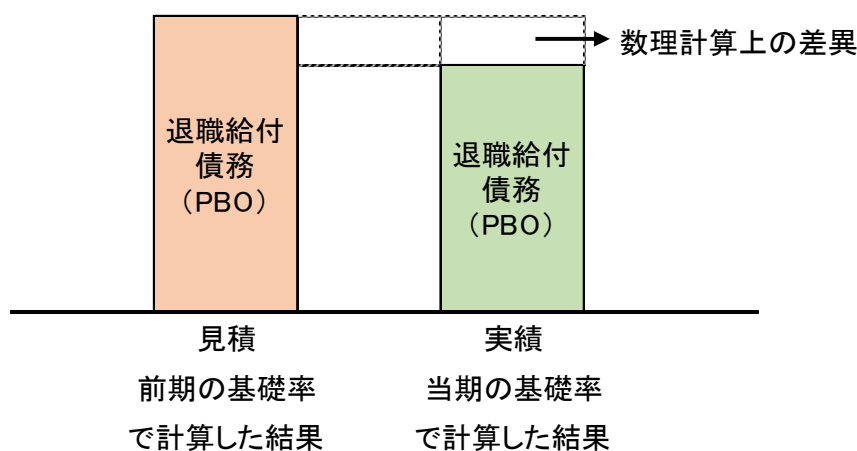 数理計算上の差異
退職給付
債務
（PBO）
退職給付
債務
（PBO）
見積
前期の基礎率
で計算した結果
実績
当期の基礎率
で計算した結果